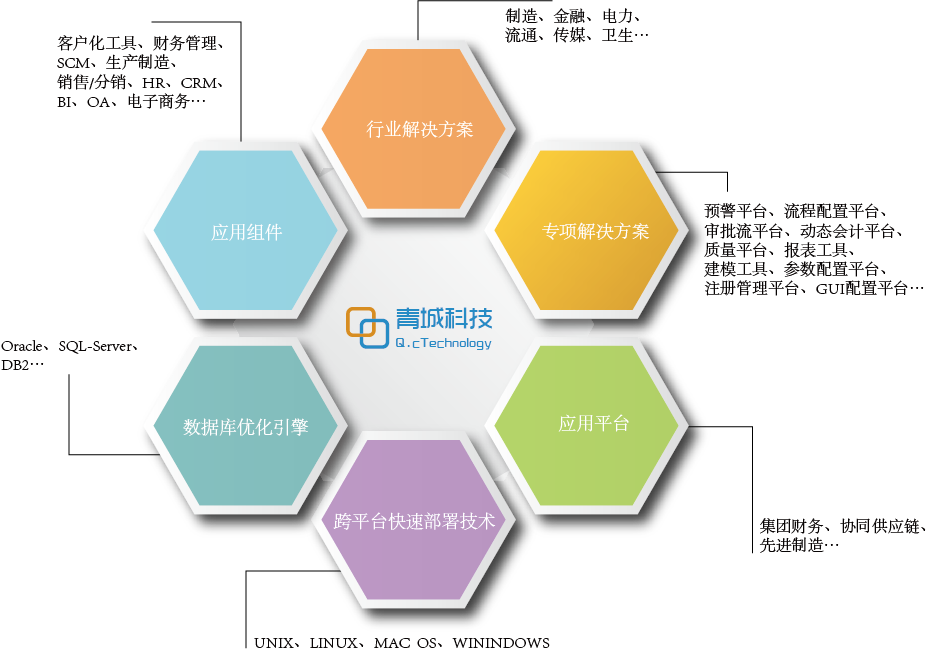 制造、金融、电力、
流通、传媒、卫生…
客户化工具、财务管理、
SCM、生产制造、
销售/分销、HR、CRM、
BI、OA、电子商务…
行业解决方案
应用组件
专项解决方案
预警平台、流程配置平台、
审批流平台、动态会计平台、
质量平台、报表工具、
建模工具、参数配置平台、
注册管理平台、GUI配置平台…
青城科技
Q.cTechnology
Oracle、SQL-Server、
DB2…
数据库优化引擎
应用平台
跨平台快速部署技术
集团财务、协同供应链、
先进制造…
UNIX、LINUX、MAC OS、WININDOWS